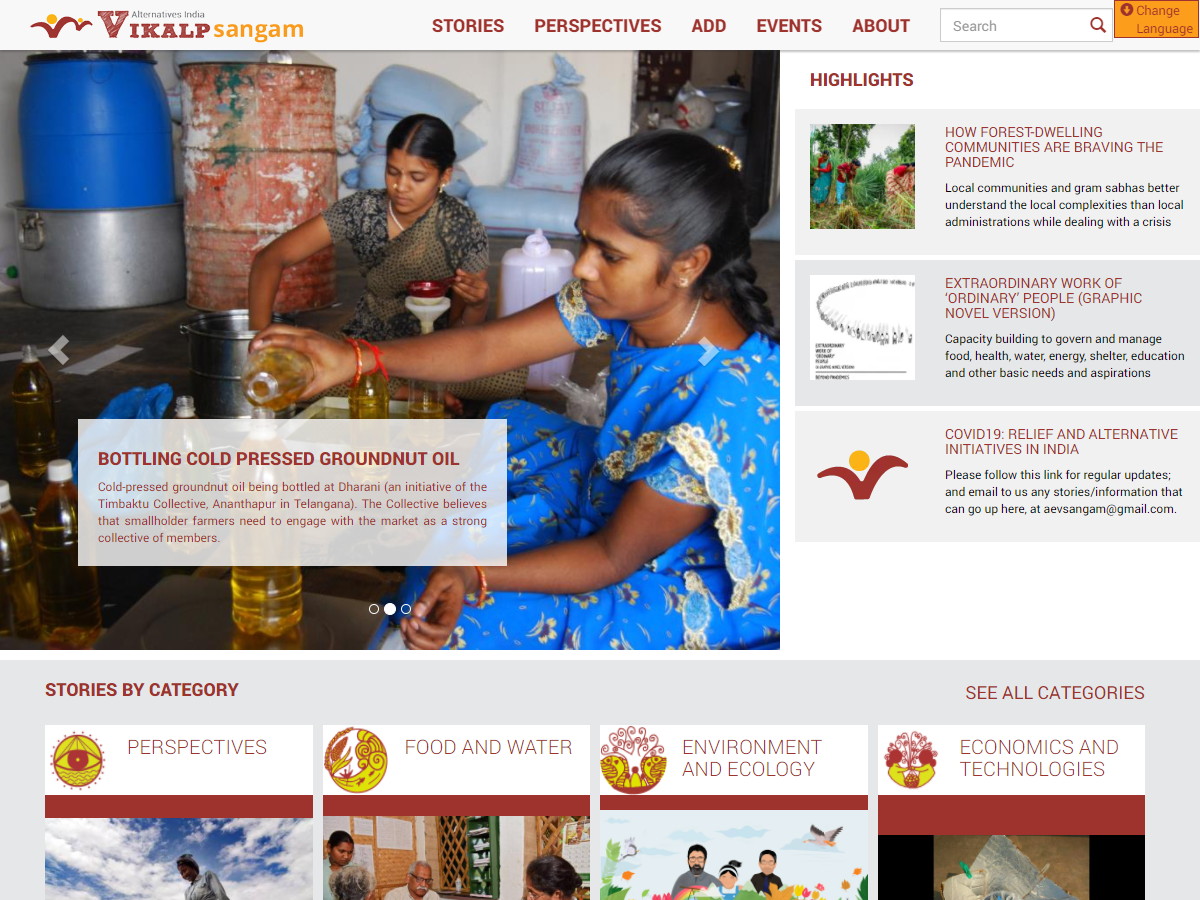 Alternatives India
VIKALP sangam
STORIES
PERSPECTIVES
ADD
EVENTS
ABOUT
Search
Change
Language
BOTTLING COLD PRESSED GROUNDNUT OIL
Cold-pressed groundnut oil being bottled at Dharani (an initiative of the
Timbaktu Collective, Ananthapur in Telangana). The Collective believes
that smallholder farmers need to engage with the market as a strong
collective of members.
HIGHLIGHTS
HOW FOREST-DWELLING
COMMUNITIES ARE BRAVING THE
PANDEMIC
Local communities and gram sabhas better
understand the local complexities than local
administrations while dealing with a crisis
EXTRAORDINARY
WORK OF
'ORDINARY'
PEOPLE
BEYOND PANDEMICS
EXTRAORDINARY WORK OF
‘ORDINARY’ PEOPLE (GRAPHIC
NOVEL VERSION)
Capacity building to govern and manage
food, health, water, energy, shelter, education
and other basic needs and aspirations
COVID19: RELIEF AND ALTERNATIVE
INITIATIVES IN INDIA
Please follow this link for regular updates;
and email to us any stories/information that
can go up here, at aevsangam@gmail.com.
STORIES BY CATEGORY
SEE ALL CATEGORIES
PERSPECTIVES
FOOD AND WATER
ENVIRONMENT
AND ECOLOGY
ECONOMICS AND
TECHNOLOGIES